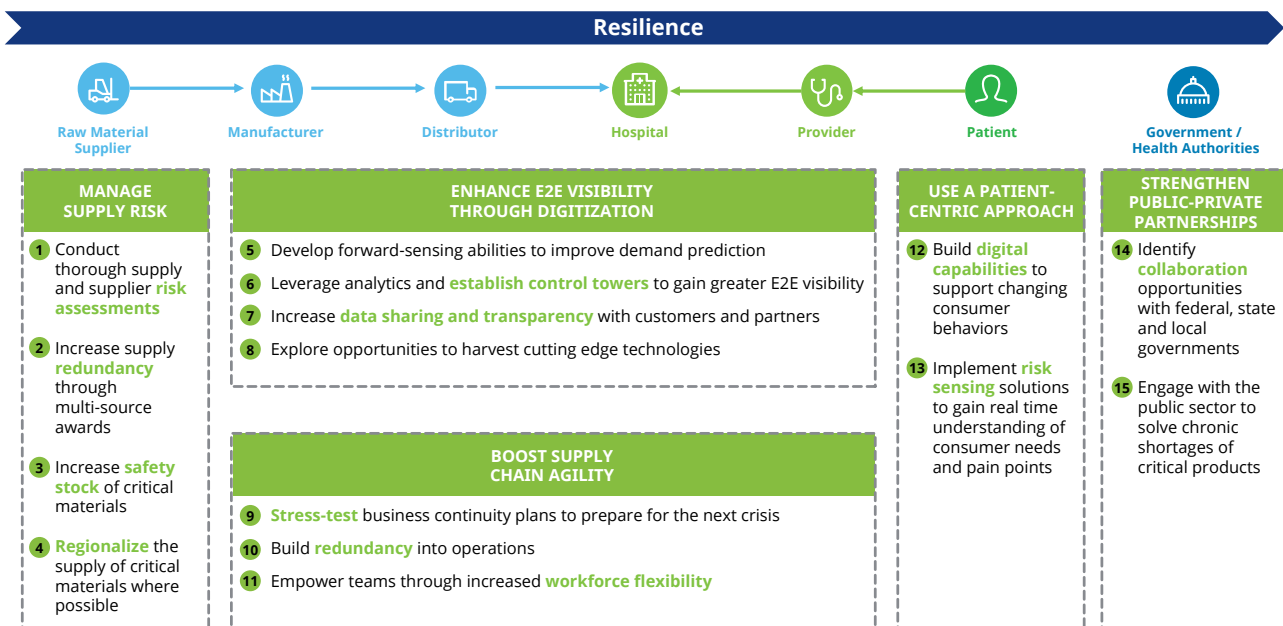 Resilience
Raw Material
Supplier
Manufacturer
Distributor
Hospital
Provider
Patient
Government /
Health Authorities
MANAGE
SUPPLY RISK
1 Conduct
thorough supply
and supplier risk
assessments
2 Increase supply
redundancy
through
multi-source
awards
3 Increase safety
stock of critical
materials
4 Regionalize the
supply of critical
materials where
possible
ENHANCE E2E VISIBILITY
THROUGH DIGITIZATION
5 Develop forward-sensing abilities to improve demand prediction
6 Leverage analytics and establish control towers to gain greater E2E visibility
7 Increase data sharing and transparency with customers and partners
8 Explore opportunities to harvest cutting edge technologies
BOOST SUPPLY
CHAIN AGILITY
9 Stress-test business continuity plans to prepare for the next crisis
10 Build redundancy into operations
11 Empower teams through increased workforce flexibility
USE A PATIENT-
CENTRIC APPROACH
12 Build digital
capabilities to
support changing
consumer
behaviors
13 Implement risk
sensing solutions
to gain real time
understanding of
consumer needs
and pain points
STRENGTHEN
PUBLIC-PRIVATE
PARTNERSHIPS
14 Identify
collaboration
opportunities
with federal, state
and local
governments
15 Engage with the
public sector to
solve chronic
shortages of
critical products